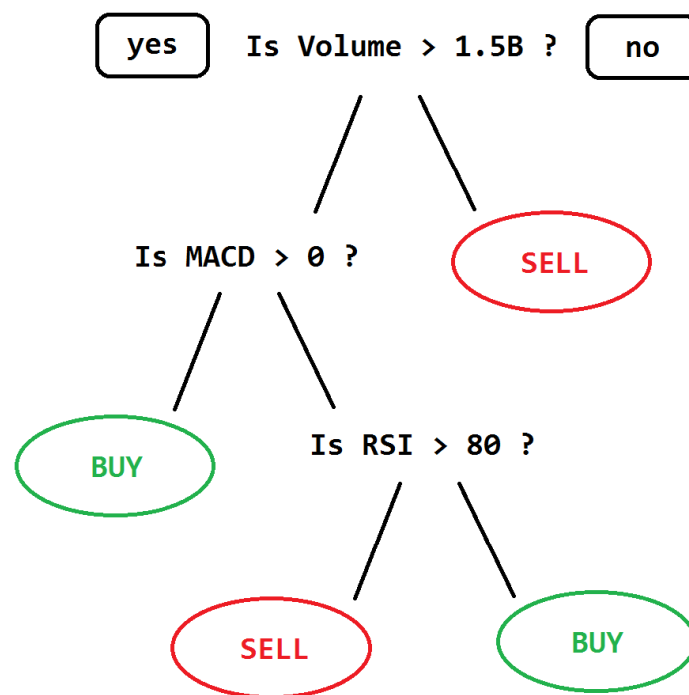 yes
Is Volume > 1.5B ?
no
Is MACD > 0 ?
SELL
BUY
Is RSI > 80 ?
SELL
BUY